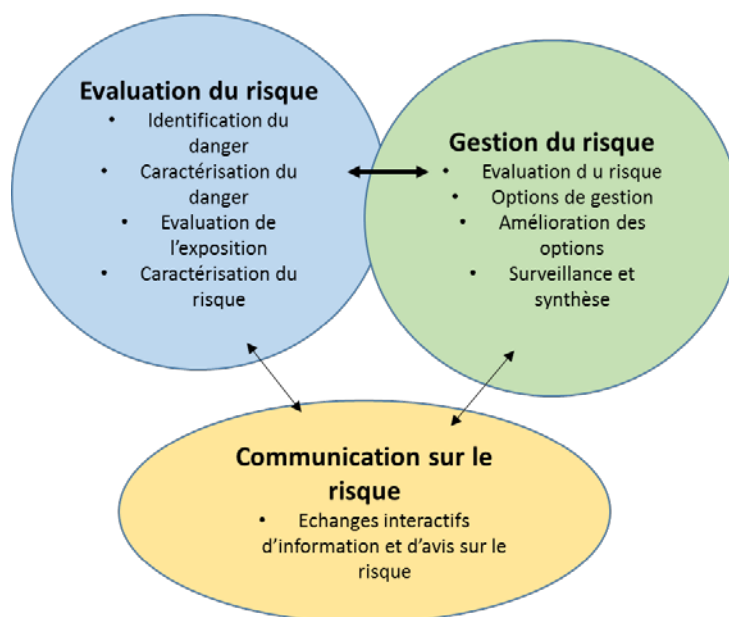 Evaluation du risque
• Identification du
danger
• Caractérisation du
danger
• Evaluation de
l'exposition
• Caractérisation du
risque
Gestion du risque
• Evaluation d u risque
• Options de gestion
• Amélioration des
options
• Surveillance et
synthèse
Communication sur le
risque
• Echanges interactifs
d'information et d'avis sur le
risque